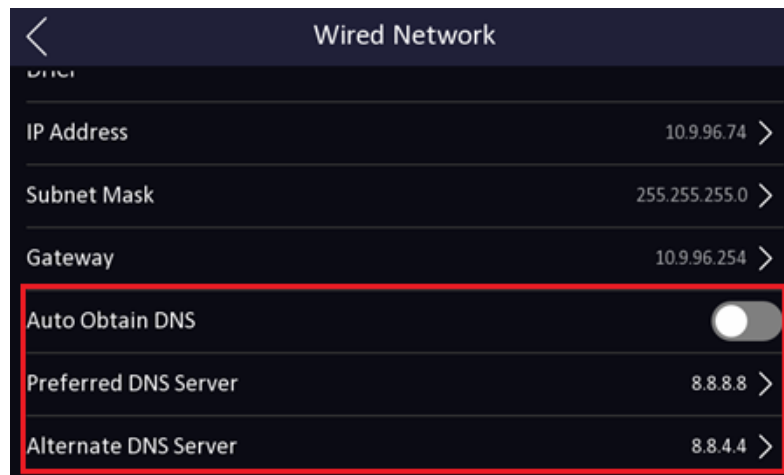 Wired Network
IP Address 10.9.96.74
Subnet Mask 255.255.255.0
Gateway 10.9.96.254
Auto Obtain DNS
Preferred DNS Server 8.8.8.8
Alternate DNS Server 8.8.4.4